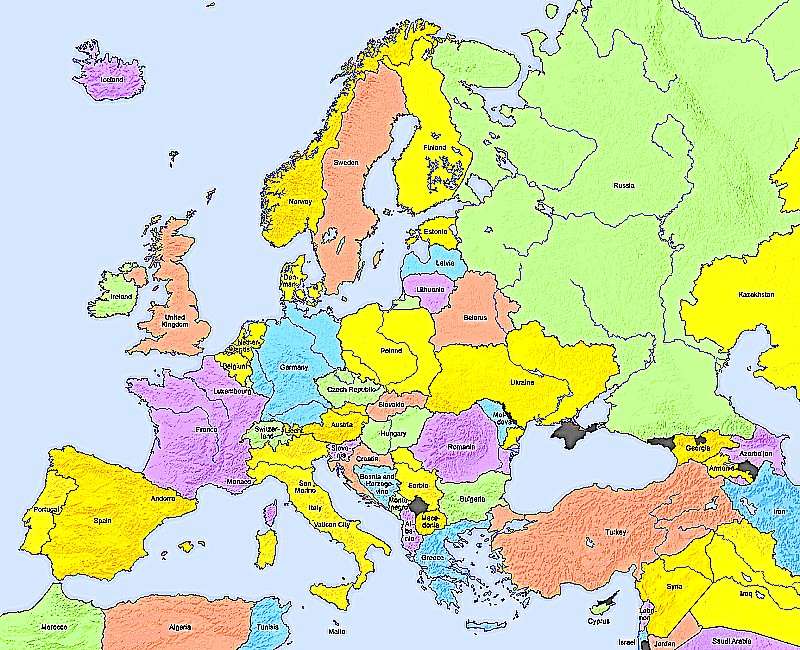 Iceland
Finland
Sweden
Norway
Russia
Estonia
Latvia
Lithuania
Den-
mark
Ireland
United
Kingdom
Belarus
Kazakhstan
Nether-
lands
Poland
Belgium
Germany
Ukraine
Luxembourg
Czech Republic
Slovakia
Mol-
dova
France
Switzer-
land
Liecht.
Austria
Hungary
Slove-
nia
Romania
Croatia
Georgia
Azerbaijan
Armenia
Monaco
San
Marino
Bosnia and
Herzego-
vina
Serbia
Bulgaria
Andorra
Monte-
negro
Portugal
Spain
Italy
Vatican City
Mace-
donia
Al-
ba-
nia
Iran
Turkey
Greece
Syria
Iraq
Cyprus
Leba-
non
Morocco
Algeria
Tunisia
Malta
Israel
Jordan
Saudi Arabia